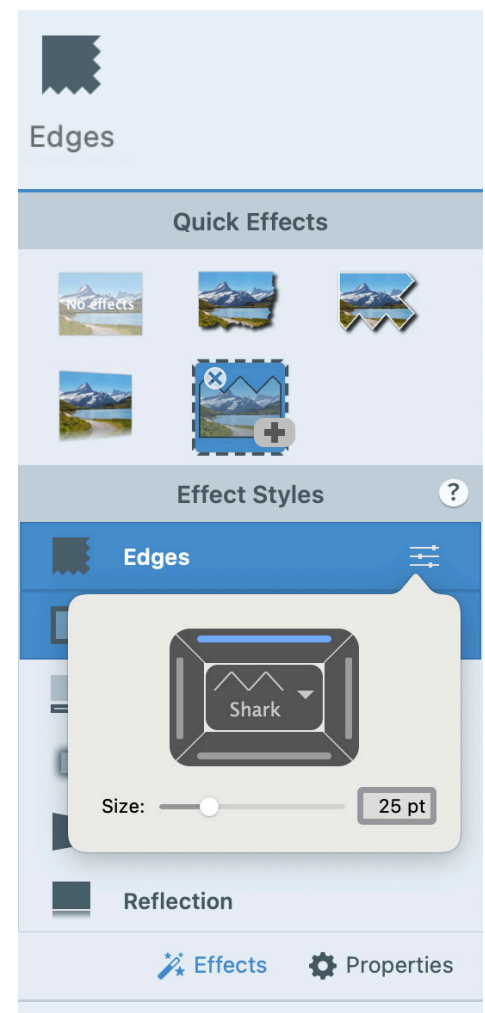 Edges
Quick Effects
No effects
Effect Styles
?
Edges
Shark
Size:
25 pt
Reflection
Effects
Properties